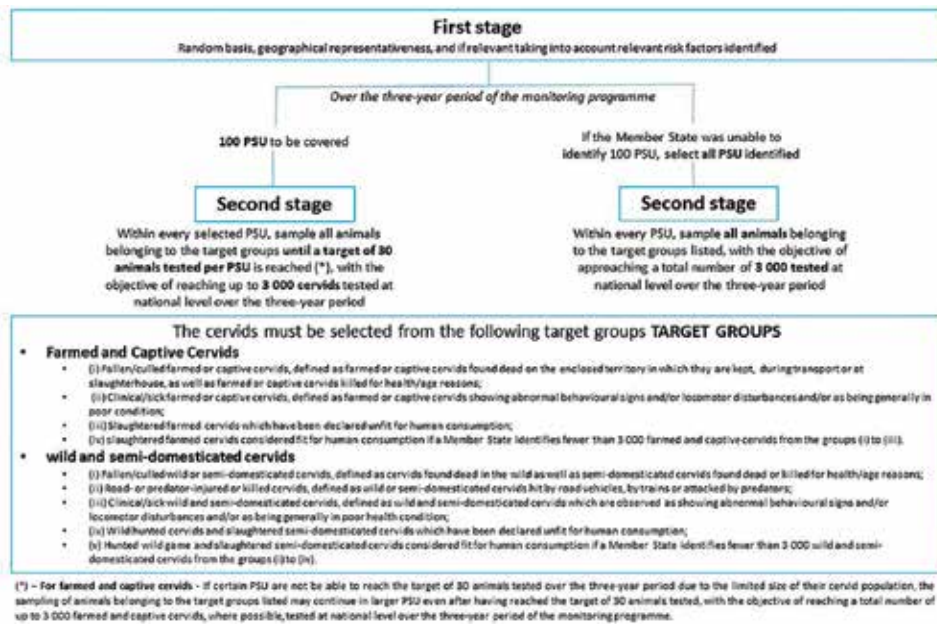 First stage
Random basis, geographical representativeness, and if relevant taking into account relevant risk factors identified
Over the three-year period of the monitoring programme
100 PSU to be covered
If the Member State was unable to
identify 100 PSU, select all PSU identified
Second stage
Within every selected PSU, sample all animals
belonging to the target groups until a target of 30
animals tested per PSU is reached (*), with the
objective of reaching up to 3 000 cervids tested at
national level over the three-year period
Second stage
Within every PSU, sample all animals belonging
to the target groups listed, with the objective of
approaching a total number of 3 000 tested at
national level over the three-year period
The cervids must be selected from the following target groups TARGET GROUPS
• Farmed and Captive Cervids
• (i) Fallen/culled farmed or captive cervids, defined as farmed or captive cervids found dead on the enclosed territory in which they are kept, during transport or at
slaughterhouse, as well as farmed or captive cervids killed for health/age reasons;
• (ii) Clinical/sick farmed or captive cervids, defined as farmed or captive cervids showing abnormal behavioural signs and/or locomotor disturbances and/or as being generally in
poor condition;
• (iii) Slaughtered farmed cervids which have been declared unfit for human consumption;
• (iv) slaughtered farmed cervids considered fit for human consumption if a Member State identifies fewer than 3 000 farmed and captive cervids from the groups (i) to (iii).
• wild and semi-domesticated cervids
• (i) Fallen/culled wild or semi-domesticated cervids, defined as cervids found dead in the wild as well as semi-domesticated cervids found dead or killed for health/age reasons;
• (ii) Road- or predator-injured or killed cervids, defined as wild or semi-domesticated cervids hit by road vehicles, by trains or attacked by predators;
• (iii) Clinical/sick wild and semi-domesticated cervids, defined as wild and semi-domesticated cervids which are observed as showing abnormal behavioural signs and/or
locomotor disturbances and/or as being generally in poor health condition;
• (iv) Wild hunted cervids and slaughtered semi-domesticated cervids which have been declared unfit for human consumption;
• (v) Hunted wild game and slaughtered semi-domesticated cervids considered fit for human consumption if a Member State identifies fewer than 3 000 wild and semi-
domesticated cervids from the groups (i) to (iv).
(*) – For farmed and captive cervids - If certain PSU are not be able to reach the target of 30 animals tested over the three-year period due to the limited size of their cervid population, the
sampling of animals belonging to the target groups listed may continue in larger PSU even after having reached the target of 30 animals tested, with the objective of reaching a total number of
up to 3 000 farmed and captive cervids, where possible, tested at national level over the three-year period of the monitoring programme.